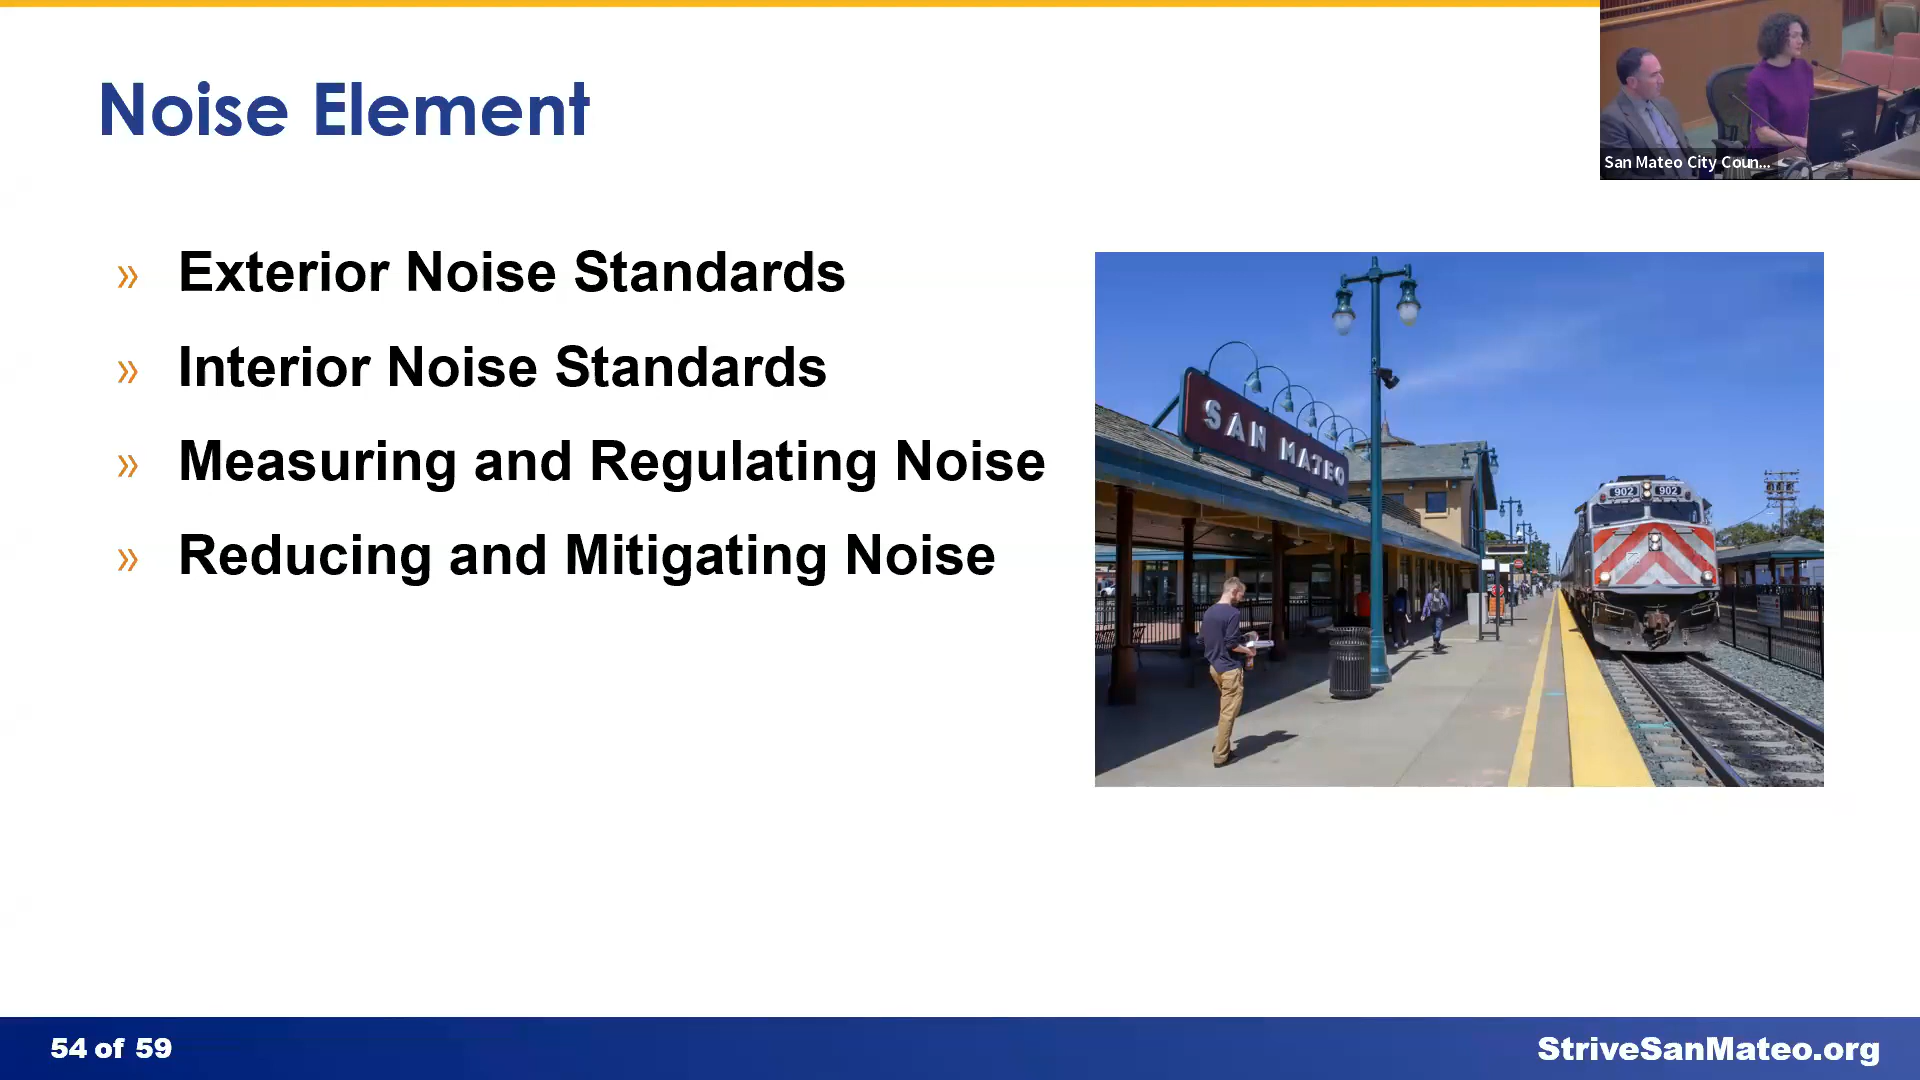 Noise Element
San Mateo City Coun...
» Exterior Noise Standards
» Interior Noise Standards
» Measuring and Regulating Noise
» Reducing and Mitigating Noise
SAN MATEO
902 902
54 of 59
StriveSanMateo.org